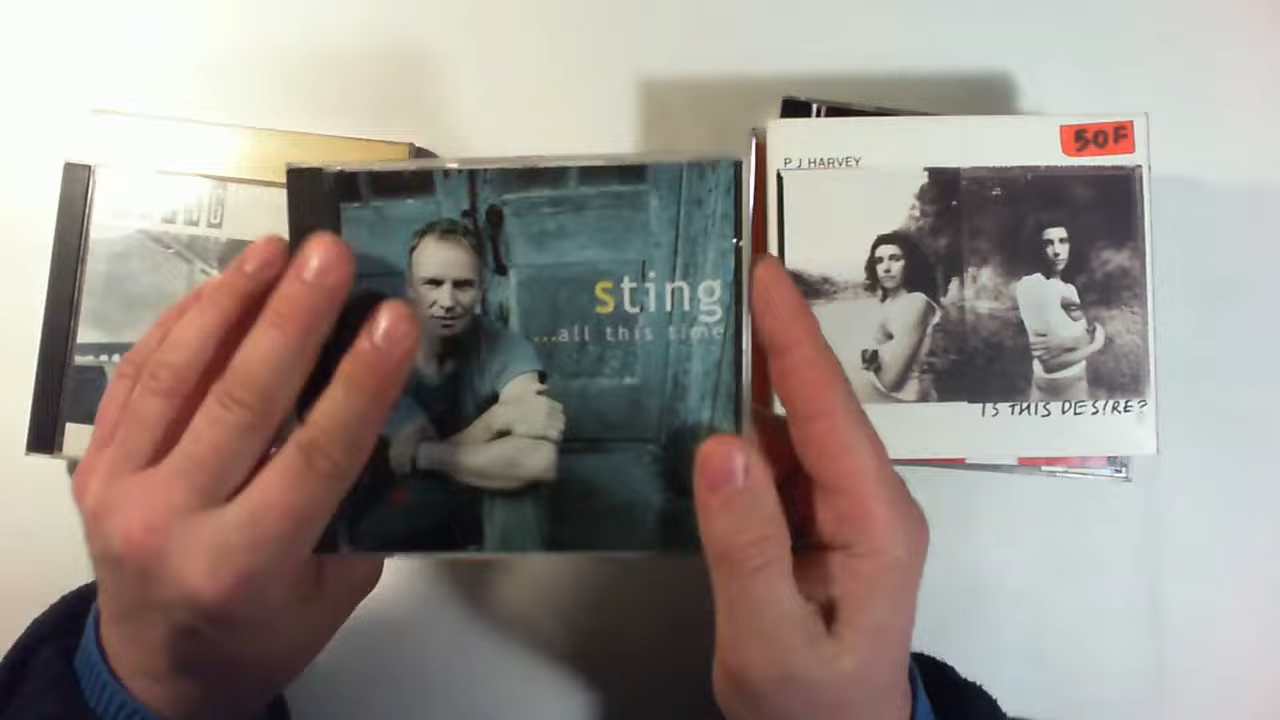 sting
...all this time
P J HARVEY
50F
IS THIS DESIRE?